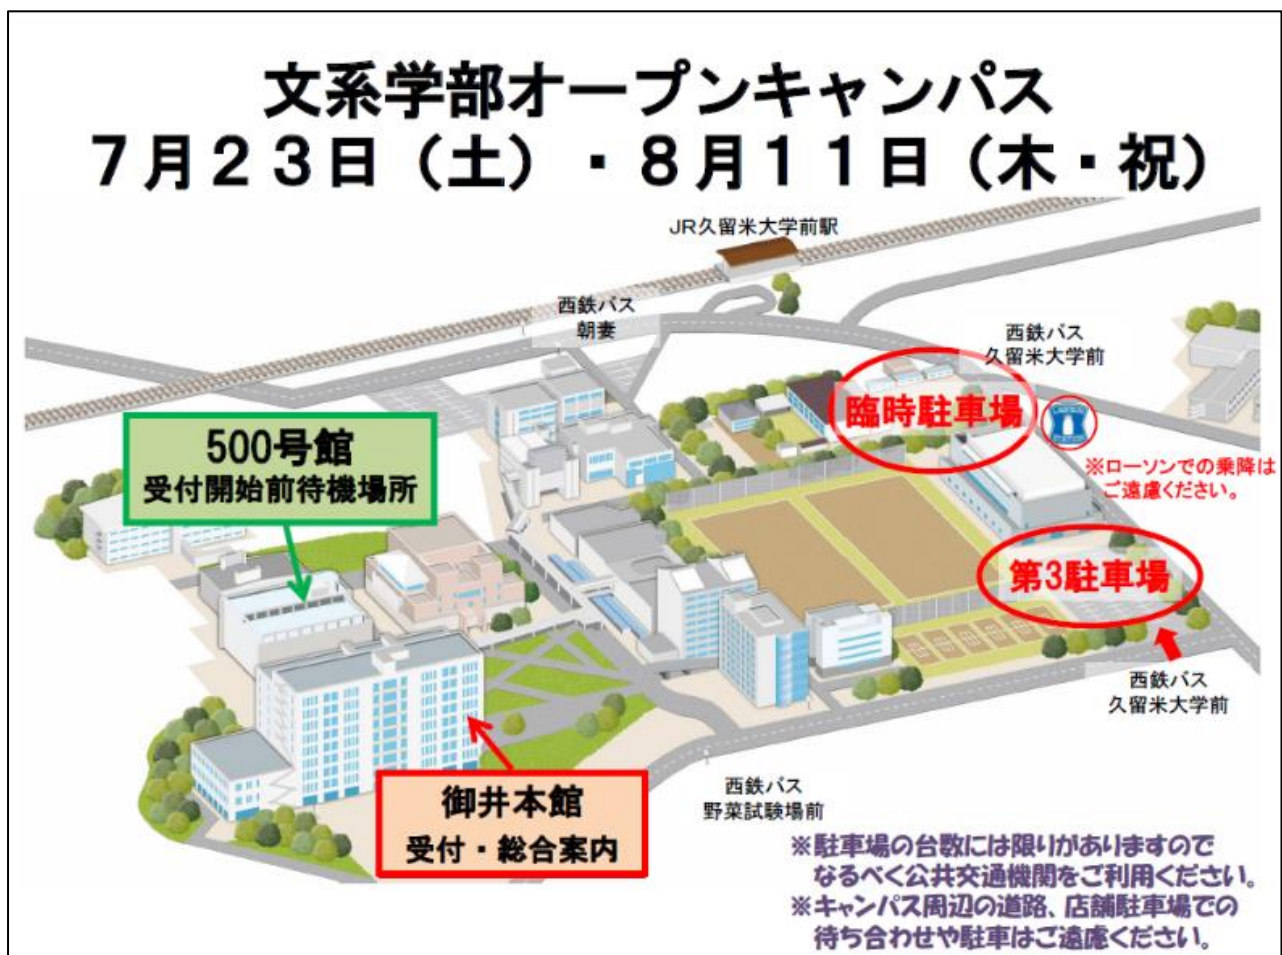 文系学部オープンキャンパス
７月２３日（土）・８月１１日（木・祝）
JR久留米大学前駅
西鉄バス
朝妻
西鉄バス
久留米大学前
臨時駐車場
500号館
受付開始前待機場所
※ローソンでの乗降は
ご遠慮ください。
第3駐車場
西鉄バス
久留米大学前
御井本館
受付・総合案内
西鉄バス
野菜試験場前
※駐車場の台数には限りがありますので
なるべく公共交通機関をご利用ください。
※キャンパス周辺の道路、店舗駐車場での
待ち合わせや駐車はご遠慮ください。